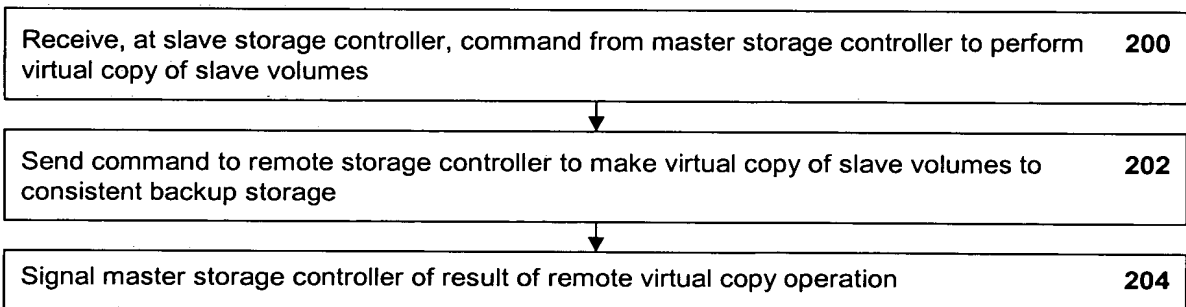 Receive, at slave storage controller, command from master storage controller to perform 200
virtual copy of slave volumes
Send command to remote storage controller to make virtual copy of slave volumes to 202
consistent backup storage
Signal master storage controller of result of remote virtual copy operation 204